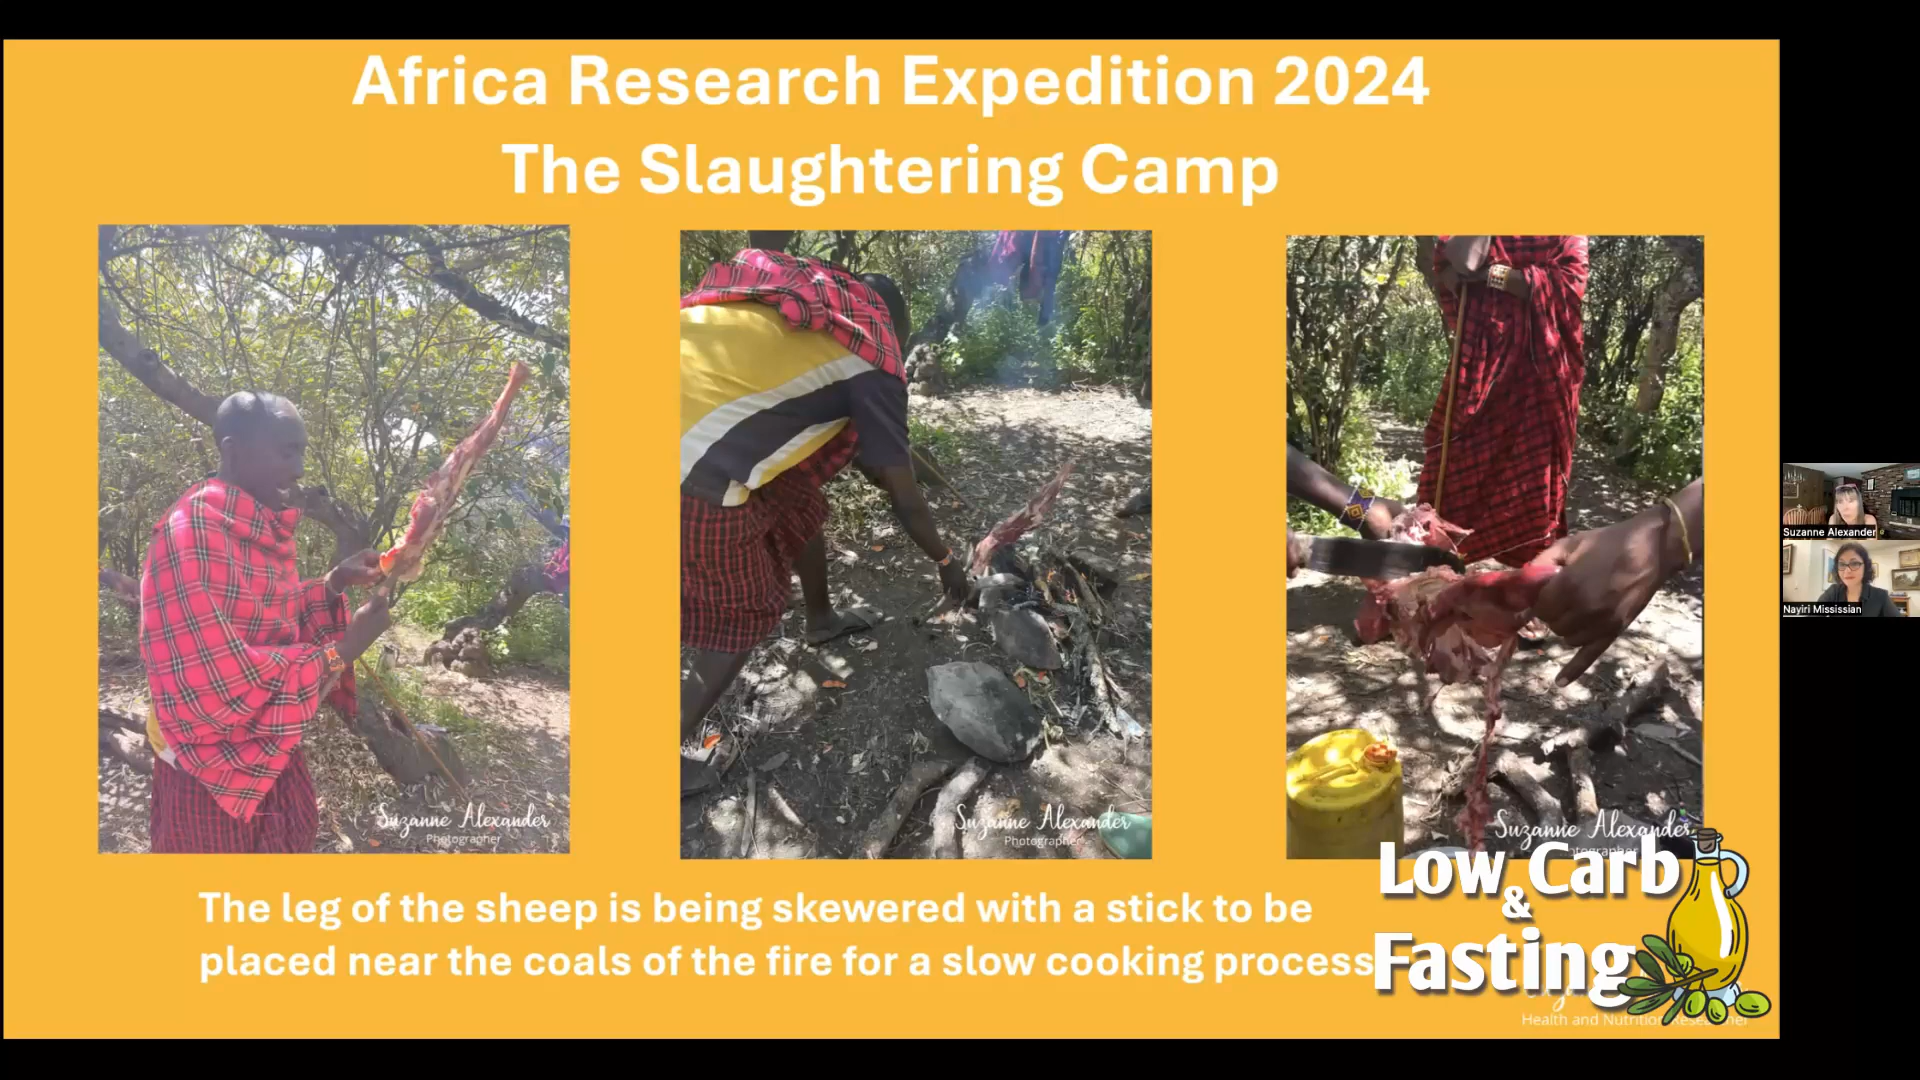 Africa Research Expedition 2024
The Slaughtering Camp
Suzanne Alexander
Photographer
Suzanne Alexander
Photographer
Suzanne Alexander
The leg of the sheep is being skewered with a stick to be
placed near the coals of the fire for a slow cooking process
Low Carb
&
Fasting
Health and Nutrition Researcher
Suzanne Alexander
Nayiri Mississian